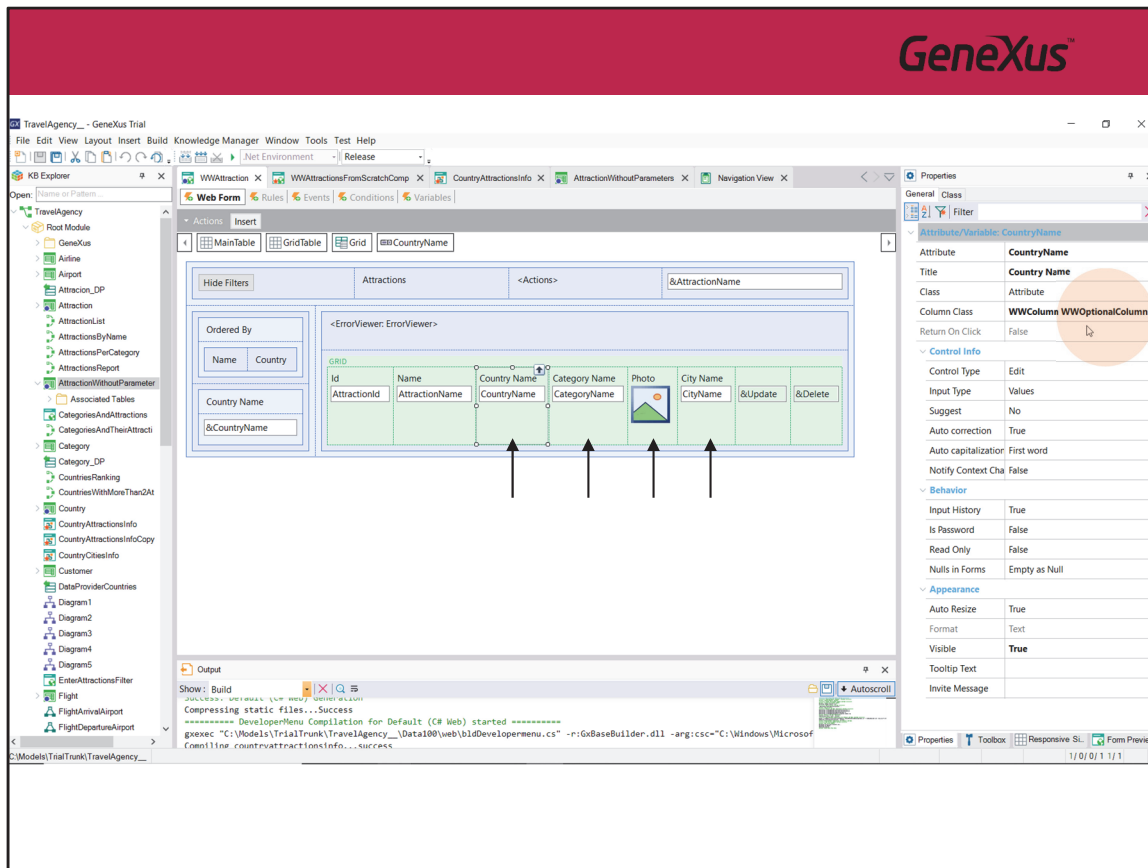 GeneXus™
GX TravelAgency__ - GeneXus Trial
File Edit View Layout Insert Build Knowledge Manager Window Tools Test Help
.Net Environment Release
KB Explorer
Open: Name or Pattern...
TravelAgency
Root Module
GeneXus
Airline
Airport
Attracion_DP
Attraction
AttractionList
AttractionsByName
AttractionsPerCategory
AttractionsReport
AttractionWithoutParameter
Associated Tables
CategoriesAndAttractions
CategoriesAndTheirAttracti
Category
Category_DP
CountriesRanking
CountriesWithMoreThan2At
Country
CountryAttractionsInfo
CountryAttractionsInfoCopy
CountryCitiesInfo
Customer
DataProviderCountries
Diagram1
Diagram2
Diagram3
Diagram4
Diagram5
EnterAttractionsFilter
Flight
FlightArrivalAirport
FlightDepartureAirport
WWAttraction WWAttractionsFromScratchComp CountryAttractionsInfo AttractionWithoutParameters Navigation View
Web Form Rules Events Conditions Variables
Actions Insert
MainTable GridTable Grid CountryName
Hide Filters Attractions <Actions> &AttractionName
Ordered By
Name Country
Country Name
&CountryName
<ErrorViewer: ErrorViewer>
GRID
Id Name Country Name Category Name Photo City Name
AttractionId AttractionName CountryName CategoryName CityName &Update &Delete
Output
Show: Build Autoscroll
Success: Default (C# Web) Generation
Compressing static files...Success
========== DeveloperMenu Compilation for Default (C# Web) started ==========
gxexec "C:\Models\TrialTrunk\TravelAgency__\Data100\web\bldDevelopermenu.cs" -r:GxBaseBuilder.dll -arg:csc="C:\Windows\Microsof
Compiling countryattractionsinfo...success
Properties
General Class
Filter
Attribute/Variable: CountryName
Attribute CountryName
Title Country Name
Class Attribute
Column Class WWColumn WWOptionalColumn
Return On Click False
Control Info
Control Type Edit
Input Type Values
Suggest No
Auto correction True
Auto capitalization First word
Notify Context Cha False
Behavior
Input History True
Is Password False
Read Only False
Nulls in Forms Empty as Null
Appearance
Auto Resize True
Format Text
Visible True
Tooltip Text
Invite Message
Properties Toolbox Responsive Si.. Form Previe
C:\Models\TrialTrunk\TravelAgency__ 1/ 0/ 0/ 1 1/ 1